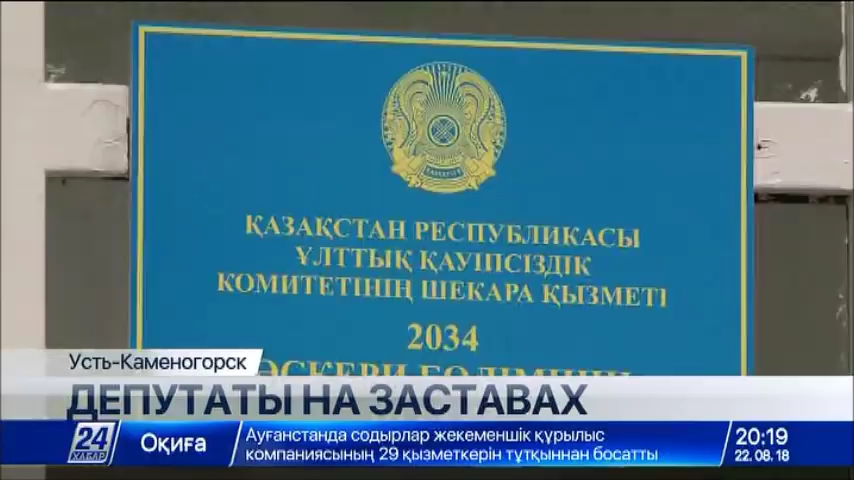 ҚАЗАҚСТАН РЕСПУБЛИКАСЫ
ҰЛТТЫҚ ҚАУІПСІЗДІК
КОМИТЕТІНІҢ ШЕКАРА ҚЫЗМЕТІ
2034
Усть-Каменогорск
ДЕПУТАТЫ НА ЗАСТАВАХ
24 ХАБАР
Оқиға
Ауғанстанда содырлар жекеменшік құрылыс
компаниясының 29 қызметкерін тұтқыннан босатты
20:19
22.08.18